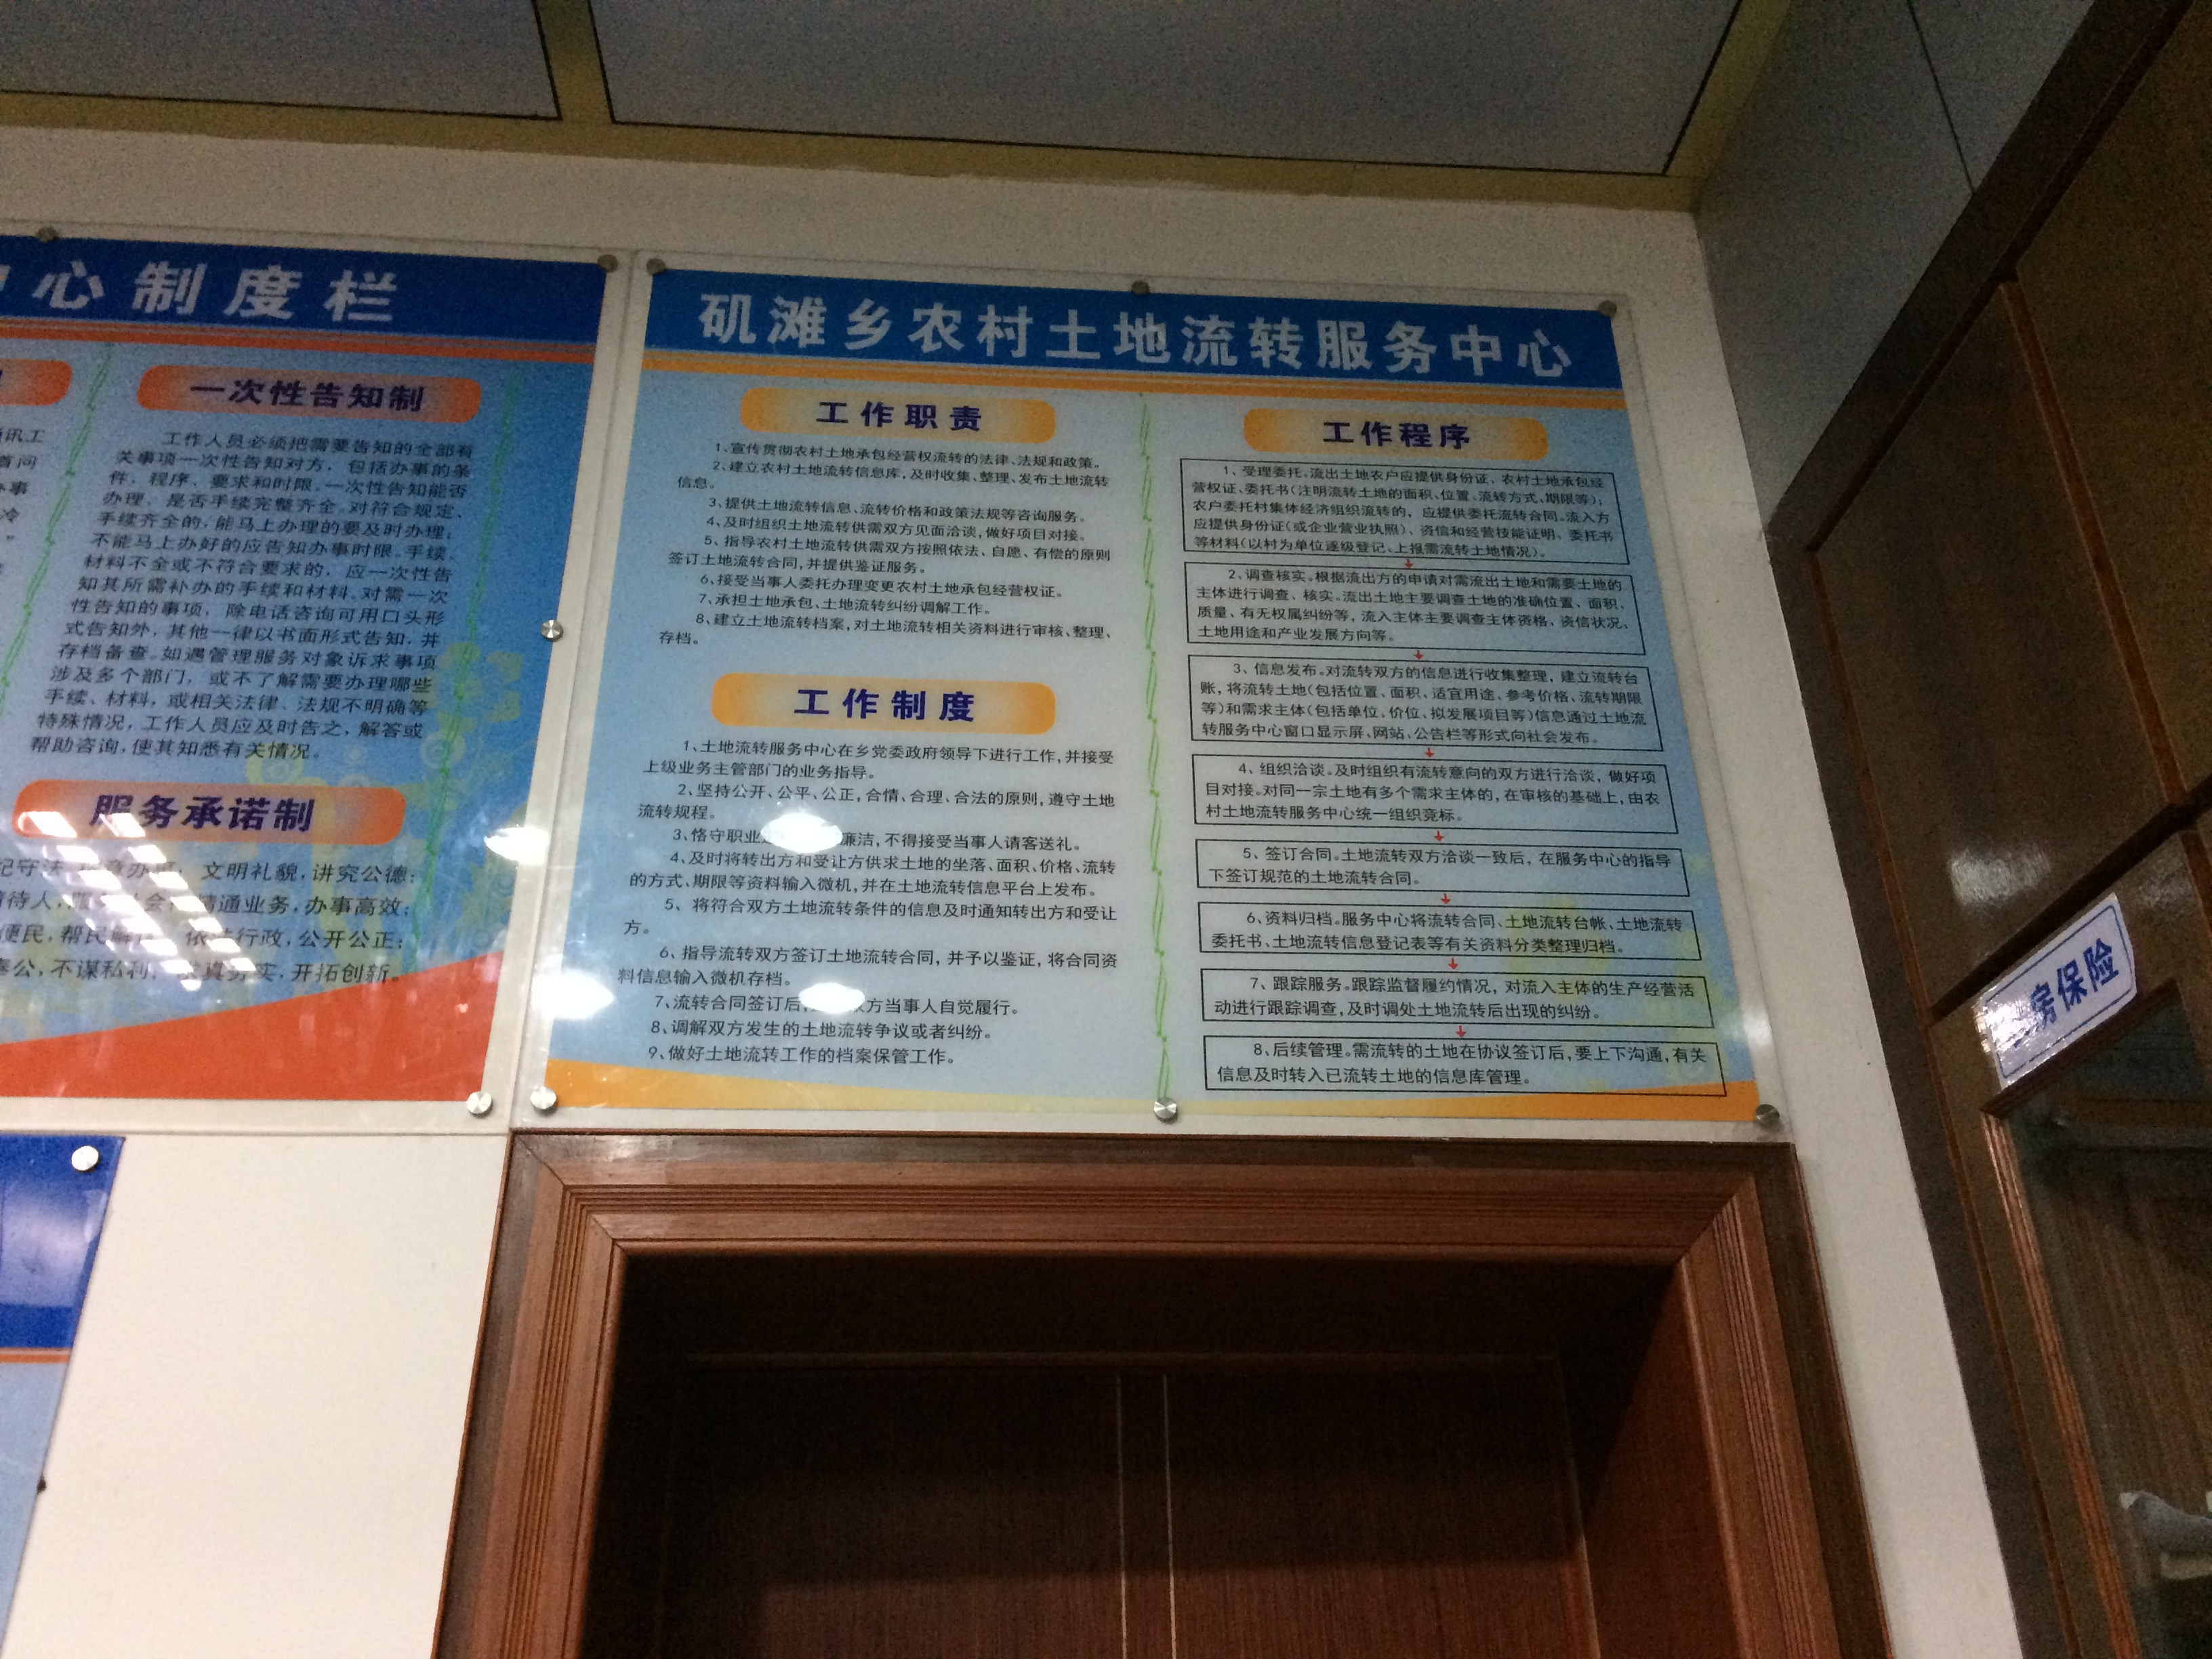 心制度栏
一次性告知制
工作人员必须把需要告知的全部有
关事项一次性告知对方，包括办事的条
件、程序、要求和时限。一次性告知能否
办理、是否手续完整齐全。对符合规定、
手续齐全的，能马上办理的要及时办理；
不能马上办好的应告知办事时限。手续、
材料不全或不符合要求的，应一次性告
知其所需补办的手续和材料。对需一次
性告知的事项，除电话咨询可用口头形
式告知外，其他一律以书面形式告知，并
存档备查。如遇管理服务对象诉求事项
涉及多个部门，或不了解需要办理哪些
手续、材料，或相关法律、法规不明确等
特殊情况，工作人员应及时告之，解答或
帮助咨询，使其知悉有关情况。
讯工
首问
办事
冷
服务承诺制
纪守法，办事，文明礼貌，讲究公德；
待人，精通业务，办事高效；
便民，帮民解，依法行政，公开公正；
奉公，不谋私利，真务实，开拓创新。
矶滩乡农村土地流转服务中心
工作职责
1、宣传贯彻农村土地承包经营权流转的法律、法规和政策。
2、建立农村土地流转信息库，及时收集、整理、发布土地流转
信息。
3、提供土地流转信息、流转价格和政策法规等咨询服务。
4、及时组织土地流转供需双方见面洽谈，做好项目对接。
5、指导农村土地流转供需双方按照依法、自愿、有偿的原则
签订土地流转合同，并提供鉴证服务。
6、接受当事人委托办理变更农村土地承包经营权证。
7、承担土地承包、土地流转纠纷调解工作。
8、建立土地流转档案，对土地流转相关资料进行审核、整理、
存档。
工作制度
1、土地流转服务中心在乡党委政府领导下进行工作，并接受
上级业务主管部门的业务指导。
2、坚持公开、公平、公正，合情、合理、合法的原则，遵守土地
流转规程。
3、恪守职业廉洁，不得接受当事人请客送礼。
4、及时将转出方和受让方供求土地的坐落、面积、价格、流转
的方式、期限等资料输入微机，并在土地流转信息平台上发布。
5、将符合双方土地流转条件的信息及时通知转出方和受让
方。
6、指导流转双方签订土地流转合同，并予以鉴证，将合同资
料信息输入微机存档。
7、流转合同签订后，双方当事人自觉履行。
8、调解双方发生的土地流转争议或者纠纷。
9、做好土地流转工作的档案保管工作。
工作程序
1、受理委托。流出土地农户应提供身份证、农村土地承包经
营权证、委托书（注明流转土地的面积、位置、流转方式、期限等）；
农户委托村集体经济组织流转的，应提供委托流转合同。流入方
应提供身份证（或企业营业执照）、资信和经营技能证明、委托书
等材料（以村为单位逐级登记、上报需流转土地情况）。
2、调查核实。根据流出方的申请对需流出土地和需要土地的
主体进行调查、核实。流出土地主要调查土地的准确位置、面积、
质量、有无权属纠纷等，流入主体主要调查主体资格、资信状况、
土地用途和产业发展方向等。
3、信息发布。对流转双方的信息进行收集整理，建立流转台
账，将流转土地（包括位置、面积、适宜用途、参考价格、流转期限
等）和需求主体（包括单位、价位、拟发展项目等）信息通过土地流
转服务中心窗口显示屏、网站、公告栏等形式向社会发布。
4、组织洽谈。及时组织有流转意向的双方进行洽谈，做好项
目对接。对同一宗土地有多个需求主体的，在审核的基础上，由农
村土地流转服务中心统一组织竞标。
5、签订合同。土地流转双方洽谈一致后，在服务中心的指导
下签订规范的土地流转合同。
6、资料归档。服务中心将流转合同、土地流转台帐、土地流转
委托书、土地流转信息登记表等有关资料分类整理归档。
7、跟踪服务。跟踪监督履约情况，对流入主体的生产经营活
动进行跟踪调查，及时调处土地流转后出现的纠纷。
8、后续管理。需流转的土地在协议签订后，要上下沟通，有关
信息及时转入已流转土地的信息库管理。
房保险